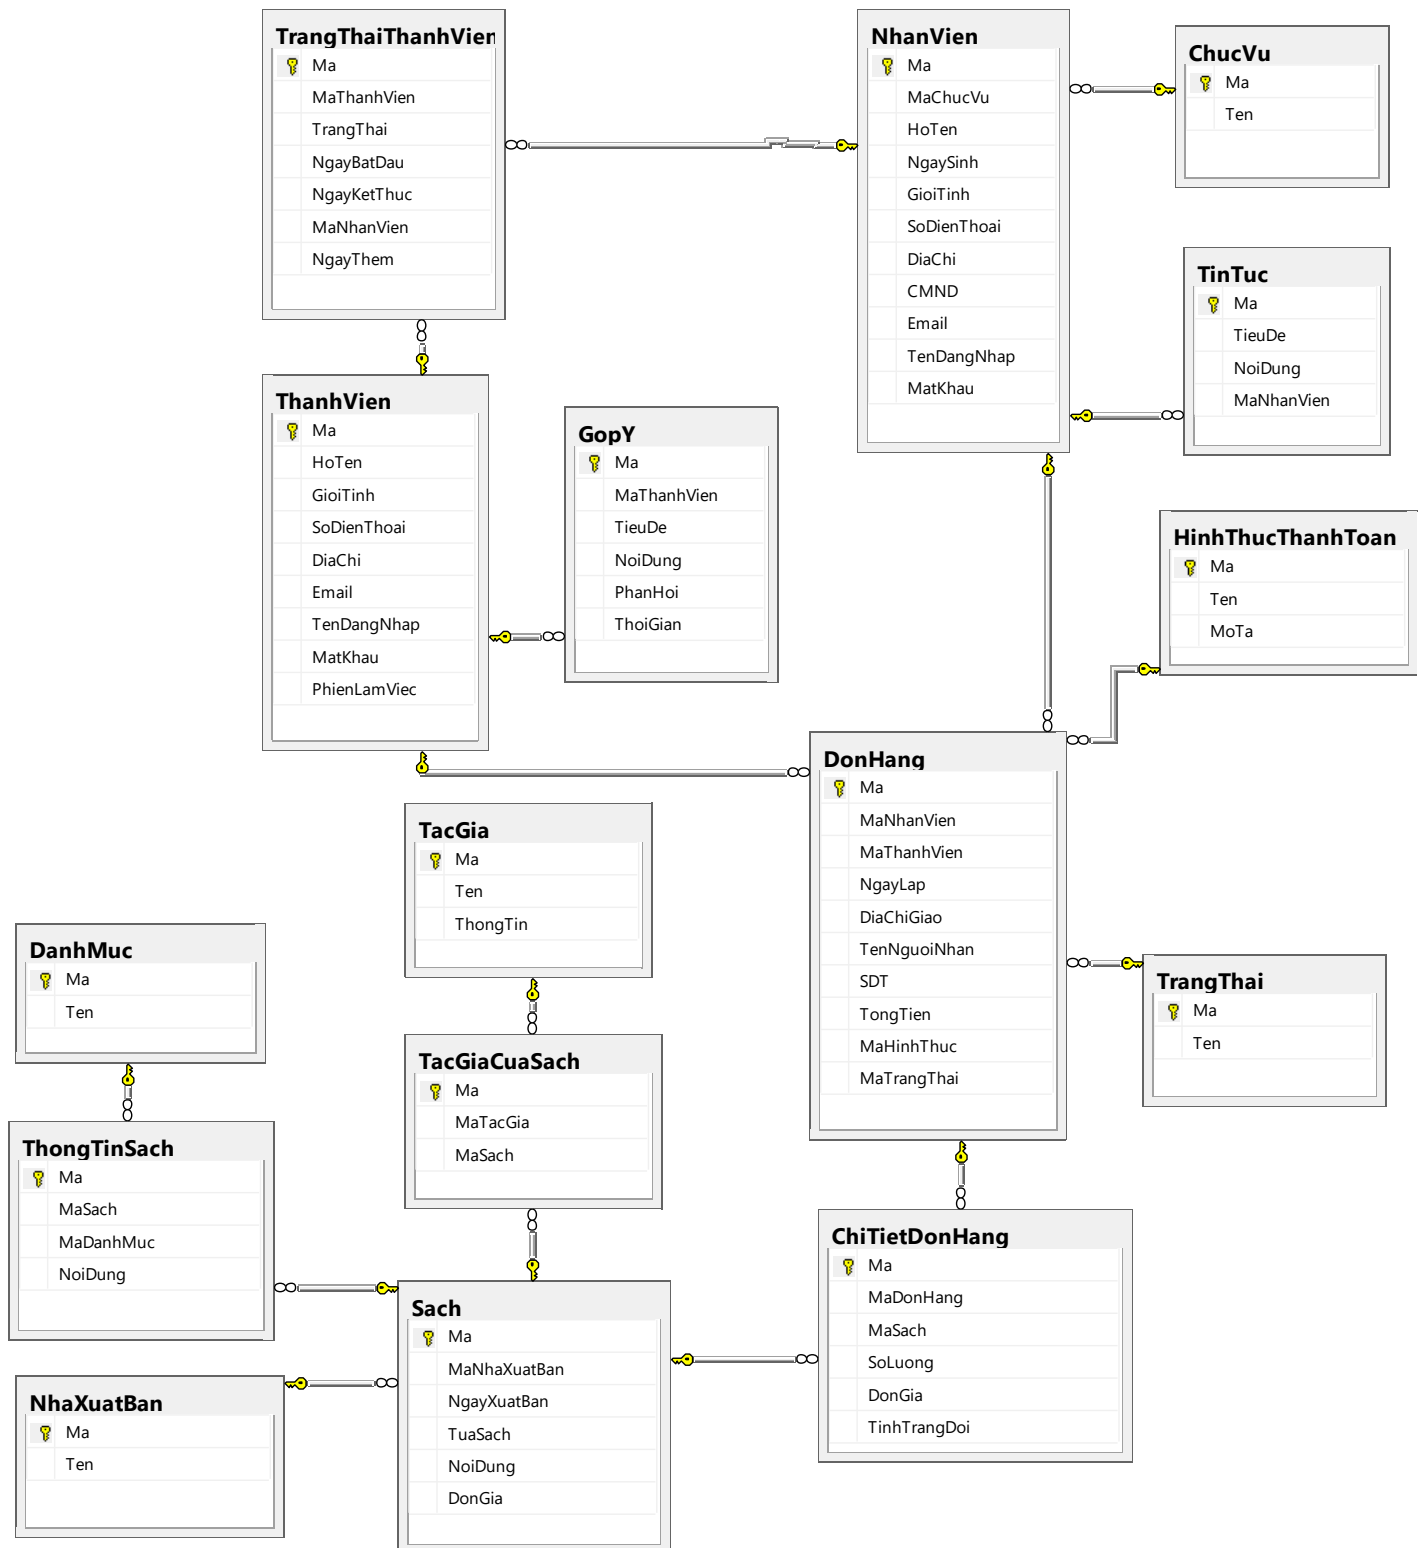 TrangThaiThanhVien
Ma
MaThanhVien
TrangThai
NgayBatDau
NgayKetThuc
MaNhanVien
NgayThem
NhanVien
Ma
MaChucVu
HoTen
NgaySinh
GioiTinh
SoDienThoai
DiaChi
CMND
Email
TenDangNhap
MatKhau
ChucVu
Ma
Ten
TinTuc
Ma
TieuDe
NoiDung
MaNhanVien
ThanhVien
Ma
HoTen
GioiTinh
SoDienThoai
DiaChi
Email
TenDangNhap
MatKhau
PhienLamViec
GopY
Ma
MaThanhVien
TieuDe
NoiDung
PhanHoi
ThoiGian
HinhThucThanhToan
Ma
Ten
MoTa
DonHang
Ma
MaNhanVien
MaThanhVien
NgayLap
DiaChiGiao
TenNguoiNhan
SDT
TongTien
MaHinhThuc
MaTrangThai
TacGia
Ma
Ten
ThongTin
DanhMuc
Ma
Ten
TrangThai
Ma
Ten
TacGiaCuaSach
Ma
MaTacGia
MaSach
ThongTinSach
Ma
MaSach
MaDanhMuc
NoiDung
ChiTietDonHang
Ma
MaDonHang
MaSach
SoLuong
DonGia
TinhTrangDoi
Sach
Ma
MaNhaXuatBan
NgayXuatBan
TuaSach
NoiDung
DonGia
NhaXuatBan
Ma
Ten